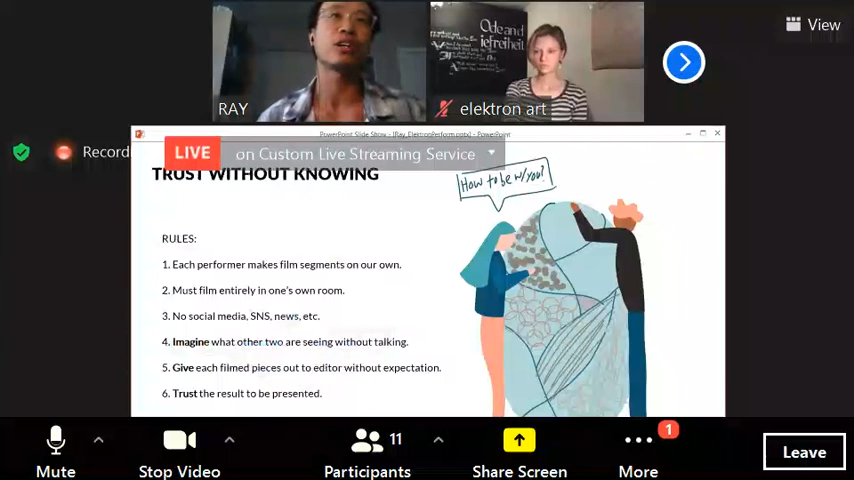 View
Ode and
iefreiheit
RAY
elektron art
PowerPoint Slide Show - [Ray_ElektronPerform.pptx] - PowerPoint
Record
LIVE
on Custom Live Streaming Service
TRUST WITHOUT KNOWING
How to be w/you?
RULES:
1. Each performer makes film segments on our own.
2. Must film entirely in one's own room.
3. No social media, SNS, news, etc.
4. Imagine what other two are seeing without talking.
5. Give each filmed pieces out to editor without expectation.
6. Trust the result to be presented.
11
1
Mute
Stop Video
Participants
Share Screen
More
Leave